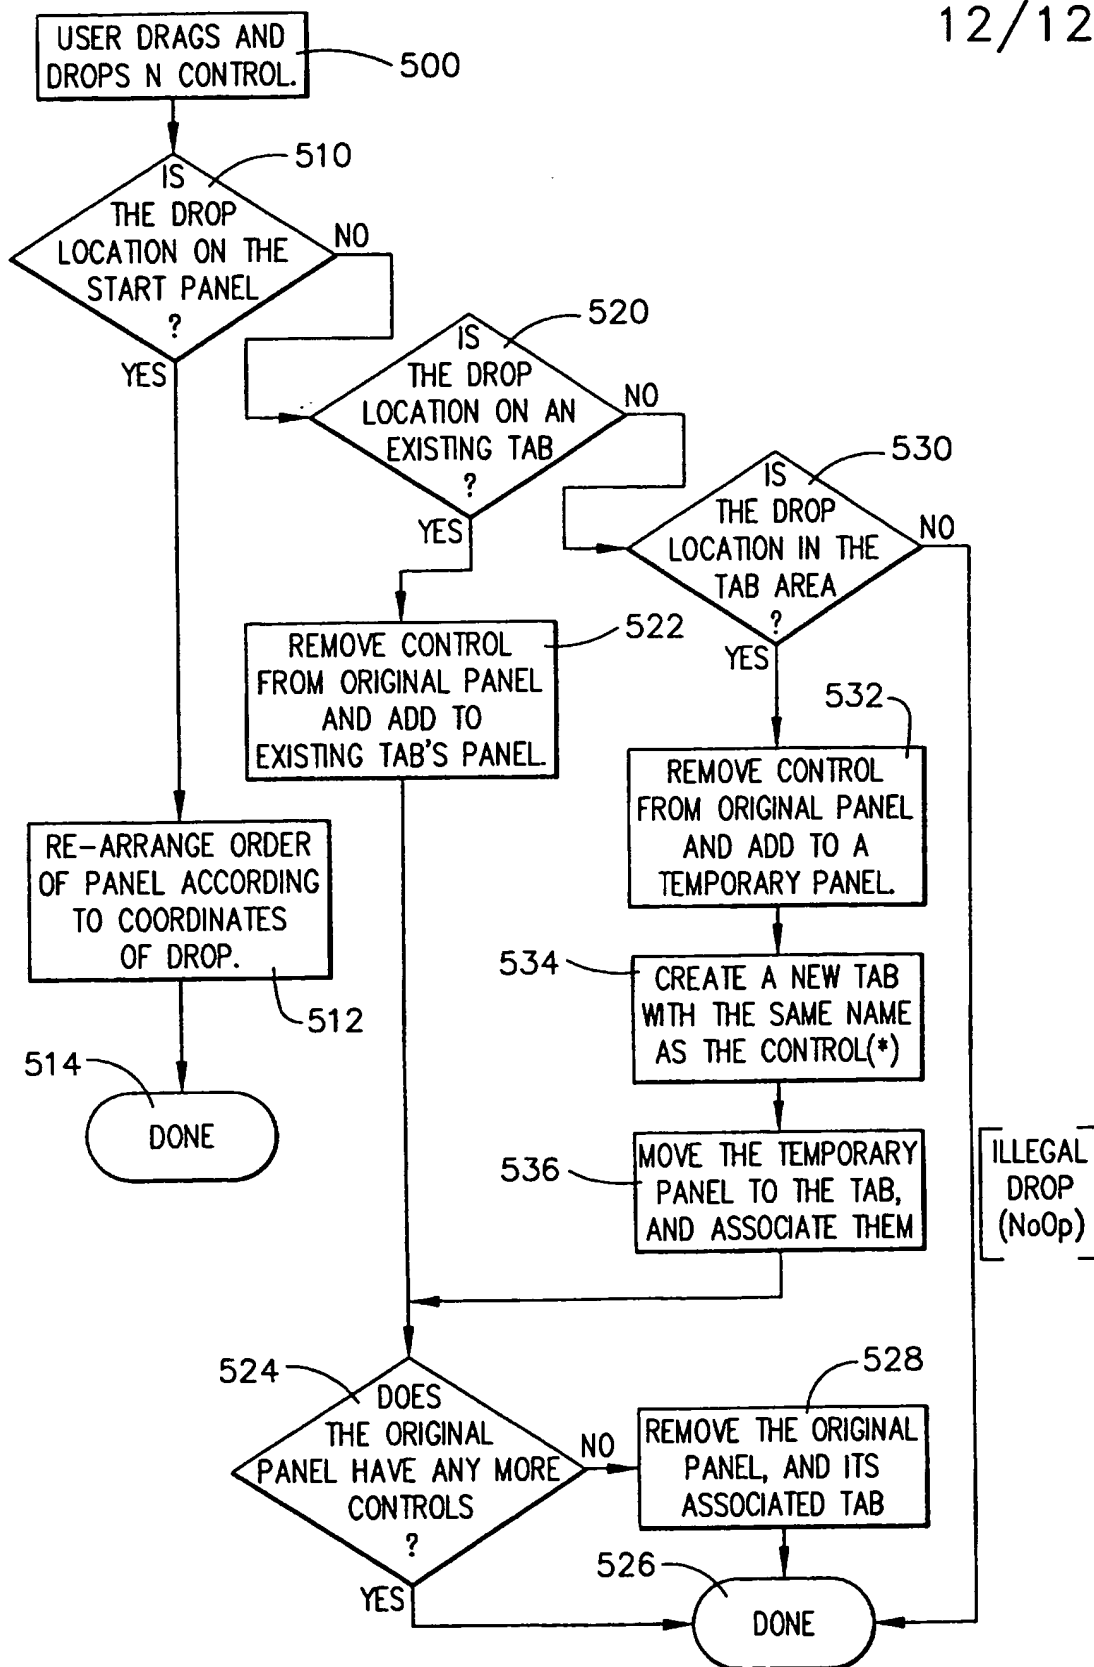 12/12
USER DRAGS AND
DROPS N CONTROL.
500
510
IS
THE DROP
LOCATION ON THE
START PANEL
?
NO
YES
520
IS
THE DROP
LOCATION ON AN
EXISTING TAB
?
NO
YES
530
IS
THE DROP
LOCATION IN THE
TAB AREA
?
NO
YES
522
REMOVE CONTROL
FROM ORIGINAL PANEL
AND ADD TO
EXISTING TAB'S PANEL.
532
REMOVE CONTROL
FROM ORIGINAL PANEL
AND ADD TO A
TEMPORARY PANEL.
RE-ARRANGE ORDER
OF PANEL ACCORDING
TO COORDINATES
OF DROP.
512
534
CREATE A NEW TAB
WITH THE SAME NAME
AS THE CONTROL(*)
514
DONE
536
MOVE THE TEMPORARY
PANEL TO THE TAB,
AND ASSOCIATE THEM
ILLEGAL
DROP
(NoOp)
524
DOES
THE ORIGINAL
PANEL HAVE ANY MORE
CONTROLS
?
NO
YES
528
REMOVE THE ORIGINAL
PANEL, AND ITS
ASSOCIATED TAB
526
DONE